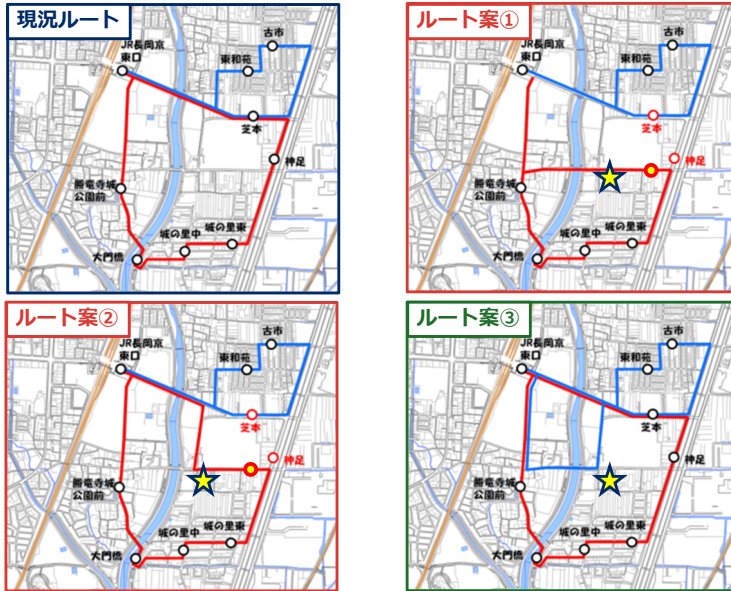 現況ルート
古市
JR長岡京
東口
東和苑
芝本
神足
勝竜寺城
公園前
城の里東
城の里中
大門橋
ルート案①
古市
JR長岡京
東口
東和苑
芝本
神足
勝竜寺城
公園前
城の里東
城の里中
大門橋
ルート案②
古市
JR長岡京
東口
東和苑
芝本
神足
勝竜寺城
公園前
城の里東
城の里中
大門橋
ルート案③
古市
JR長岡京
東口
東和苑
芝本
神足
勝竜寺城
公園前
城の里東
城の里中
大門橋